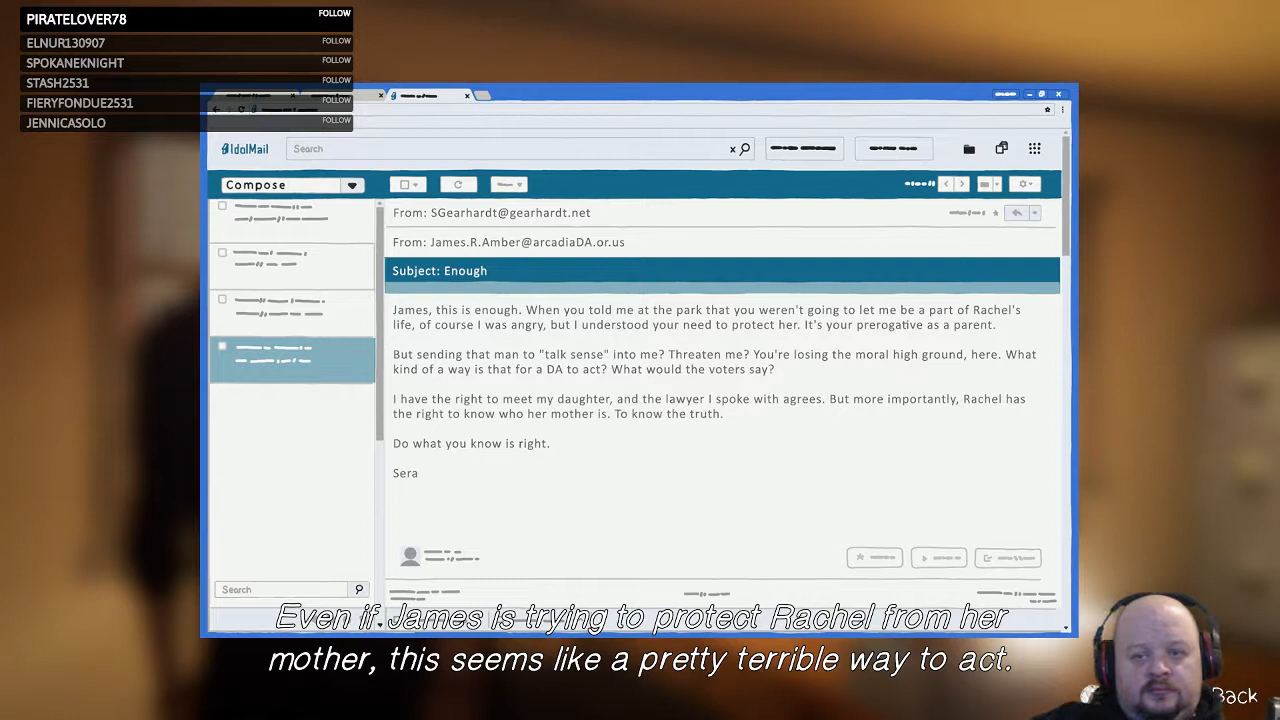 PIRATELOVER78 FOLLOW
ELNUR130907 FOLLOW
SPOKANEKNIGHT FOLLOW
STASH2531 FOLLOW
FIERYFONDUE2531 FOLLOW
JENNICASOLO FOLLOW
IdolMail
Search
x
Compose
From: SGearhardt@gearhardt.net
From: James.R.Amber@arcadiaDA.or.us
Subject: Enough
James, this is enough. When you told me at the park that you weren't going to let me be a part of Rachel's
life, of course I was angry, but I understood your need to protect her. It's your prerogative as a parent.
But sending that man to "talk sense" into me? Threaten me? You're losing the moral high ground, here. What
kind of a way is that for a DA to act? What would the voters say?
I have the right to meet my daughter, and the lawyer I spoke with agrees. But more importantly, Rachel has
the right to know who her mother is. To know the truth.
Do what you know is right.
Sera
Search
Even if James is trying to protect Rachel from her
mother, this seems like a pretty terrible way to act.
Back